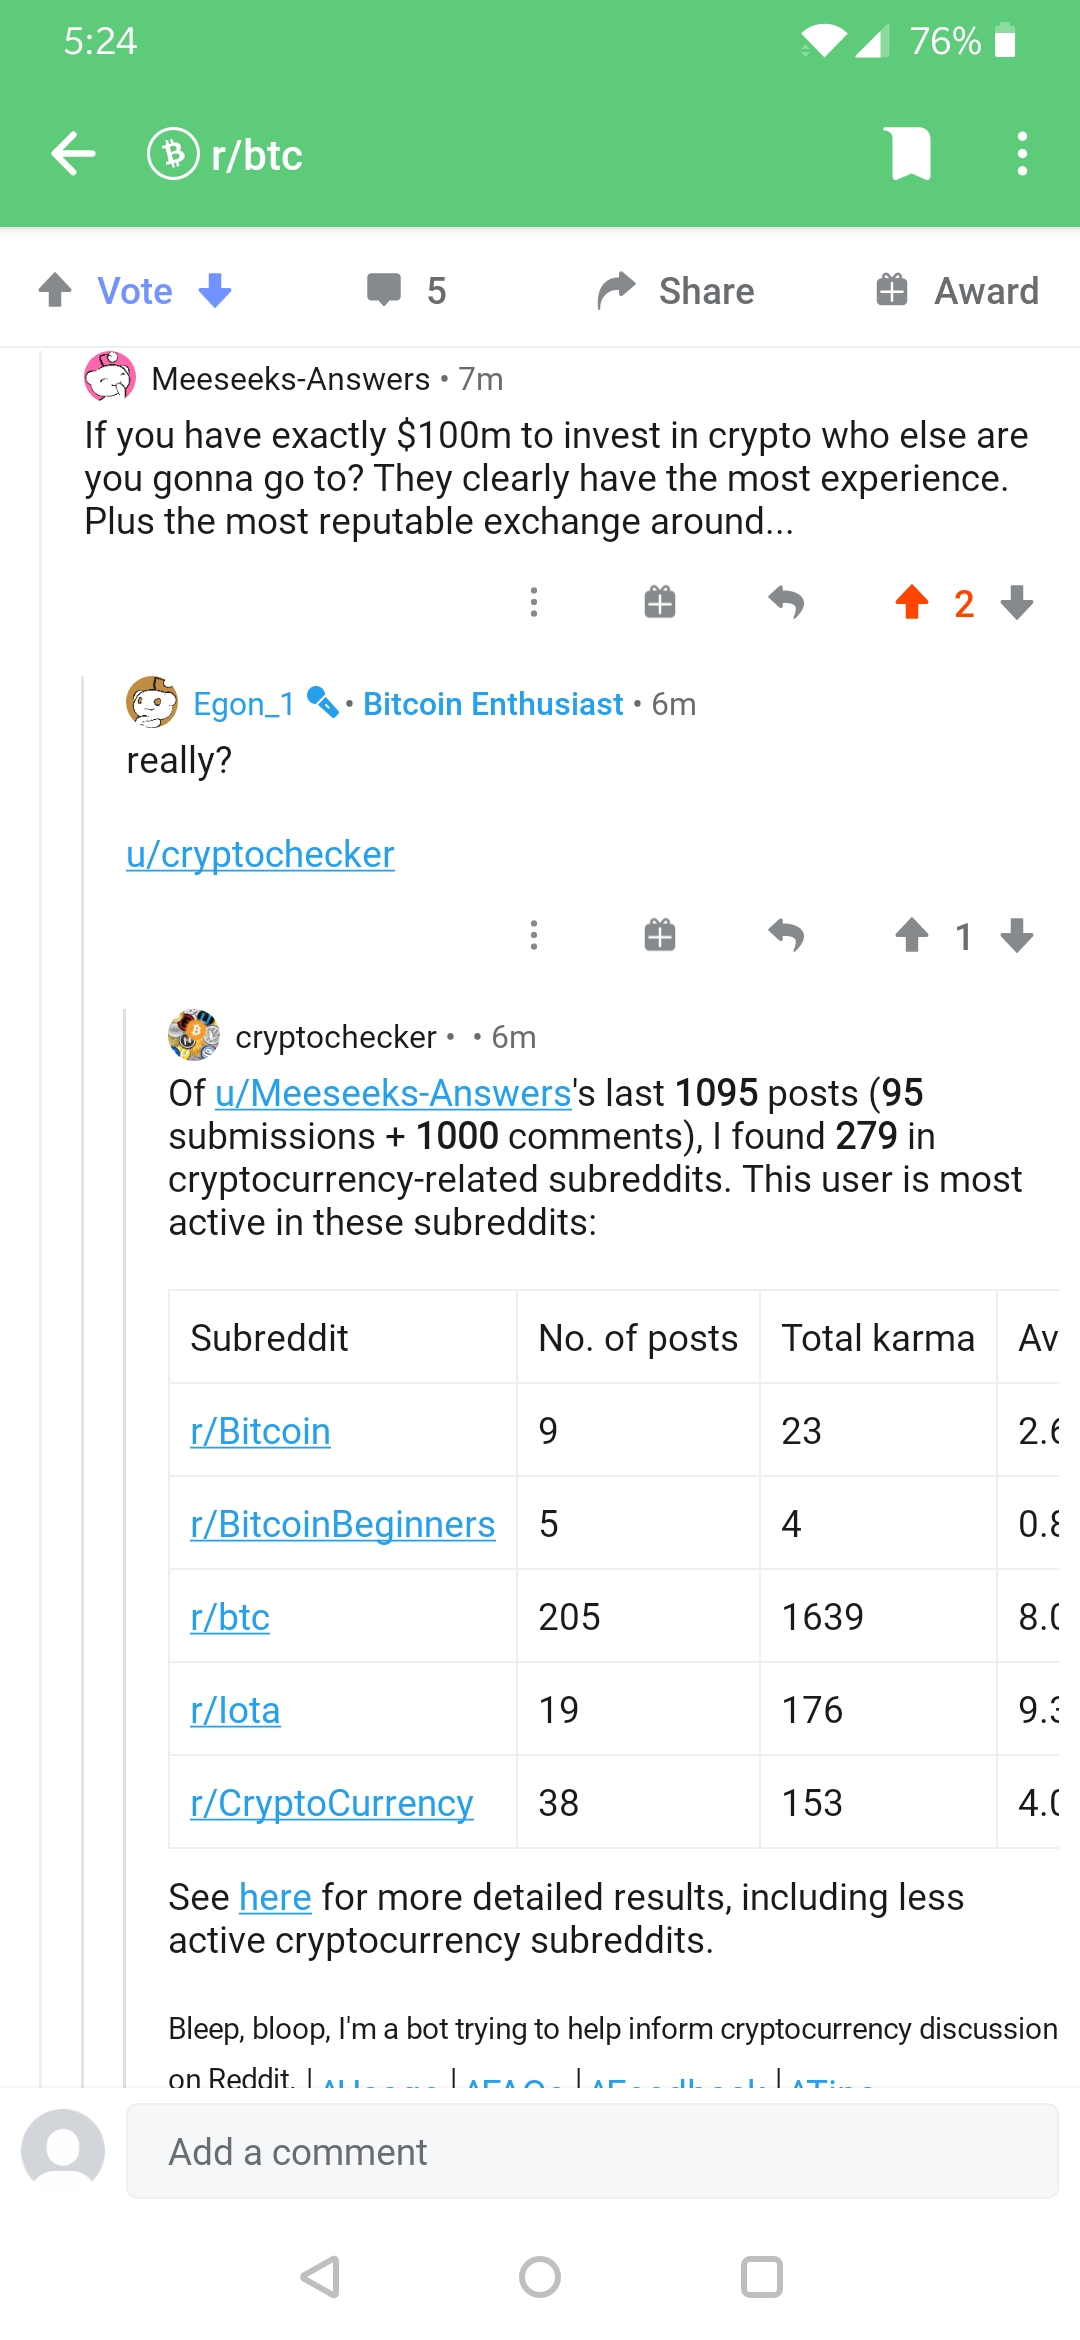 5:24
76%
r/btc
Vote
5
Share
Award
Meeseeks-Answers • 7m
If you have exactly $100m to invest in crypto who else are
you gonna go to? They clearly have the most experience.
Plus the most reputable exchange around...
2
Egon_1 • Bitcoin Enthusiast • 6m
really?
u/cryptochecker
1
cryptochecker • • 6m
Of u/Meeseeks-Answers's last 1095 posts (95
submissions + 1000 comments), I found 279 in
cryptocurrency-related subreddits. This user is most
active in these subreddits:
Subreddit No. of posts Total karma Av
r/Bitcoin 9 23 2.6
r/BitcoinBeginners 5 4 0.8
r/btc 205 1639 8.0
r/Iota 19 176 9.3
r/CryptoCurrency 38 153 4.0
See here for more detailed results, including less
active cryptocurrency subreddits.
Bleep, bloop, I'm a bot trying to help inform cryptocurrency discussion
on Reddit. |
Add a comment